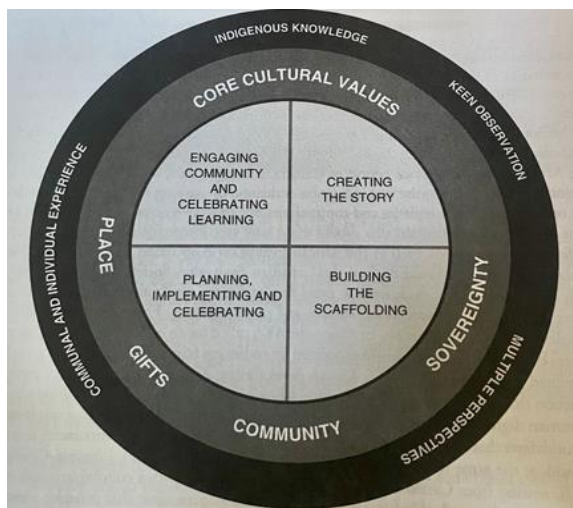 INDIGENOUS KNOWLEDGE
KEEN OBSERVATION
MULTIPLE PERSPECTIVES
COMMUNAL AND INDIVIDUAL EXPERIENCE
CORE CULTURAL VALUES
SOVEREIGNTY
COMMUNITY
GIFTS
PLACE
ENGAGING
COMMUNITY
AND
CELEBRATING
LEARNING
CREATING
THE STORY
PLANNING,
IMPLEMENTING AND
CELEBRATING
BUILDING
THE
SCAFFOLDING